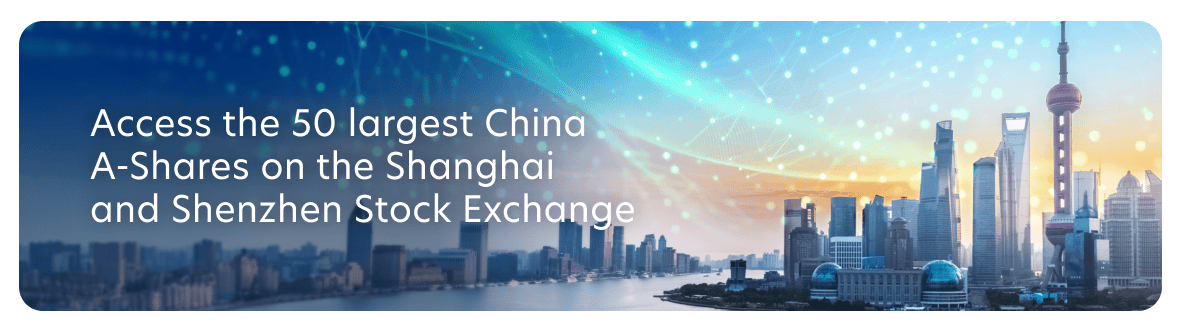 Access the 50 largest China
A-Shares on the Shanghai
and Shenzhen Stock Exchange